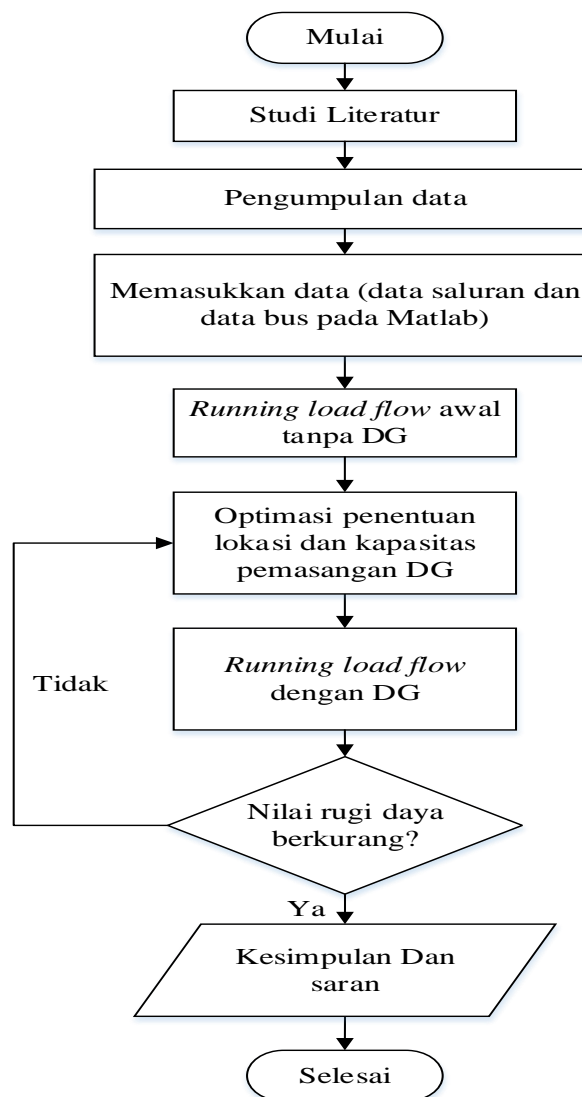 Mulai
Studi Literatur
Pengumpulan data
Memasukkan data (data saluran dan
data bus pada Matlab)
Running load flow awal
tanpa DG
Optimasi penentuan
lokasi dan kapasitas
pemasangan DG
Running load flow
dengan DG
Tidak
Nilai rugi daya
berkurang?
Ya
Kesimpulan Dan
saran
Selesai